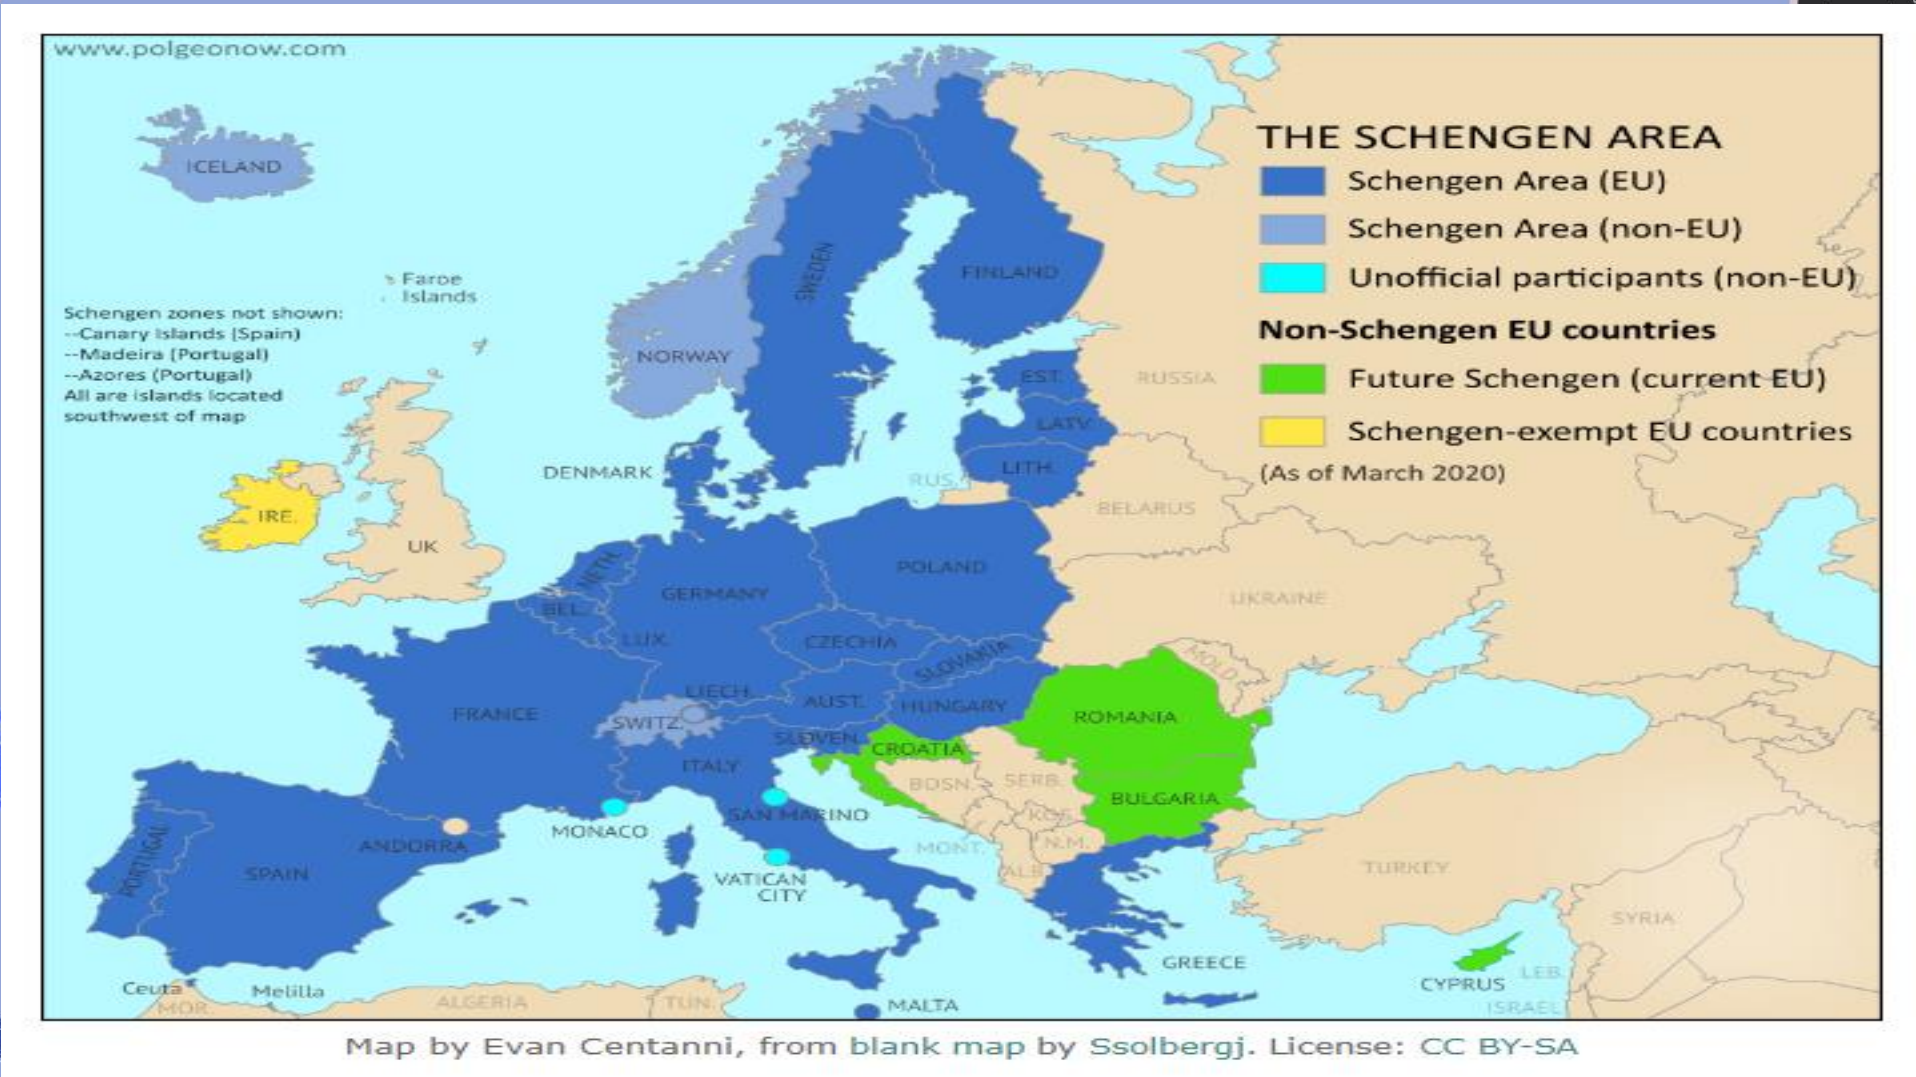 www.polgeonow.com
ICELAND
Faroe
Islands
Schengen zones not shown:
--Canary Islands (Spain)
--Madeira (Portugal)
--Azores (Portugal)
All are islands located
southwest of map
THE SCHENGEN AREA
Schengen Area (EU)
Schengen Area (non-EU)
Unofficial participants (non-EU)
Non-Schengen EU countries
Future Schengen (current EU)
Schengen-exempt EU countries
(As of March 2020)
SWEDEN
FINLAND
NORWAY
RUSSIA
EST.
LATV.
LITH.
DENMARK
RUS.
BELARUS
IRE.
UK
NETH.
BEL.
LUX.
GERMANY
POLAND
UKRAINE
CZECHIA
SLOVAKIA
MOLD.
LIECH.
AUST.
HUNGARY
FRANCE
SWITZ.
SLOVEN.
CROATIA
ROMANIA
ITALY
BOSN.
SERB.
BULGARIA
MONACO
SAN MARINO
KOS.
ANDORRA
MONT.
N.M.
ALB.
PORTUGAL
SPAIN
VATICAN
CITY
TURKEY
SYRIA
GREECE
CYPRUS
LEB.
ISRAEL
Ceuta
Melilla
MOR.
ALGERIA
TUN.
MALTA
Map by Evan Centanni, from blank map by Ssolbergj. License: CC BY-SA